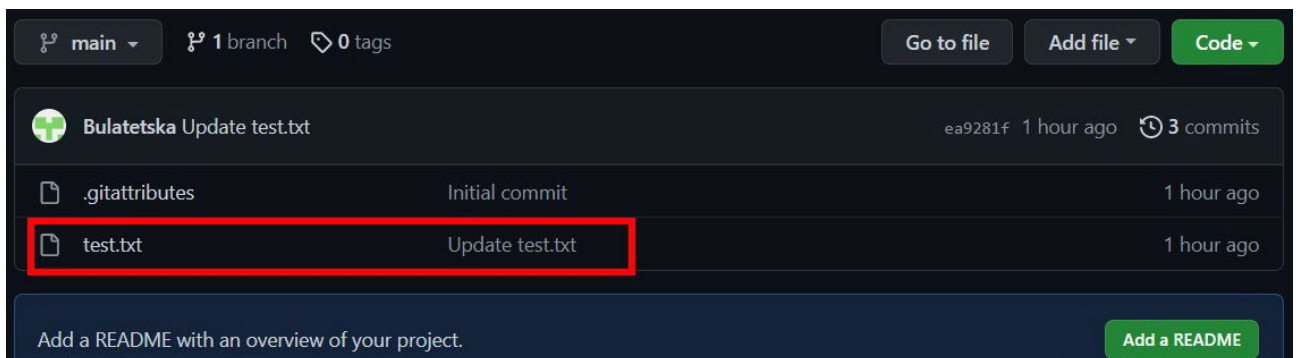 main 1 branch 0 tags Go to file Add file Code
Bulatetska Update test.txt ea9281f 1 hour ago 3 commits
.gitattributes Initial commit 1 hour ago
test.txt Update test.txt 1 hour ago
Add a README with an overview of your project. Add a README